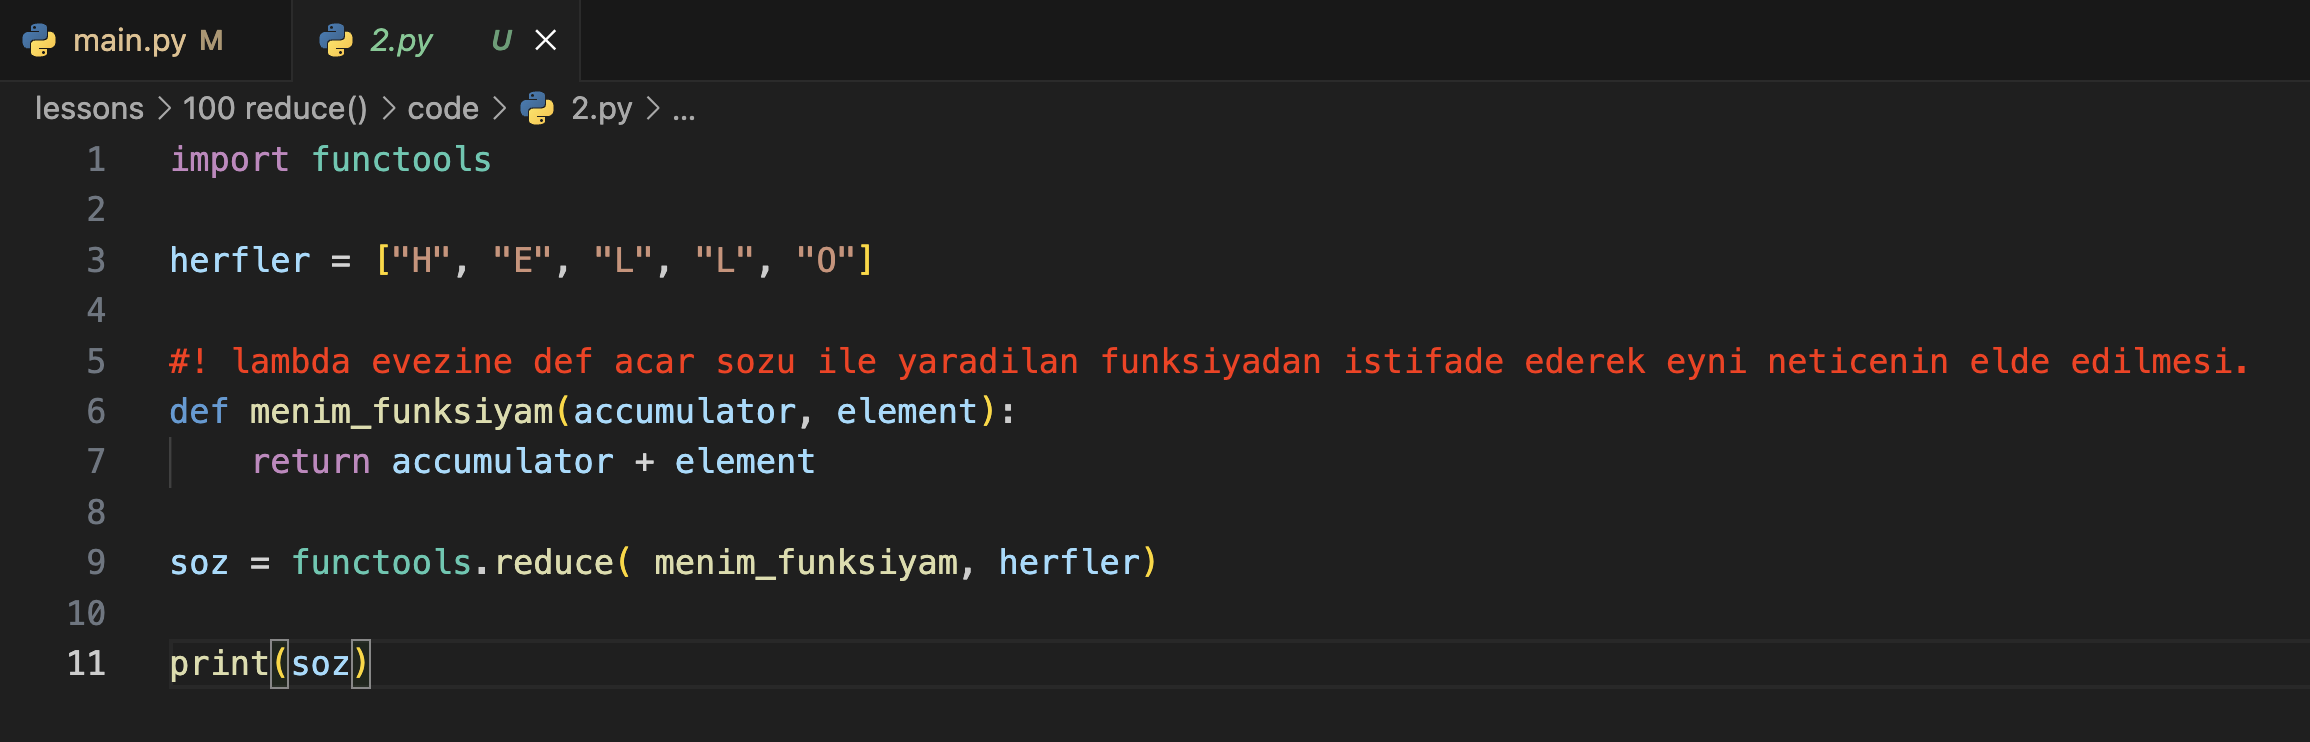 main.py M 2.py U
lessons > 100 reduce() > code > 2.py > ...
1 import functools
2
3 herfler = ["H", "E", "L", "L", "O"]
4
5 #! lambda evezine def acar sozu ile yaradilan funksiyadan istifade ederek eyni neticenin elde edilmesi.
6 def menim_funksiyam(accumulator, element):
7     return accumulator + element
8
9 soz = functools.reduce( menim_funksiyam, herfler)
10
11 print(soz)